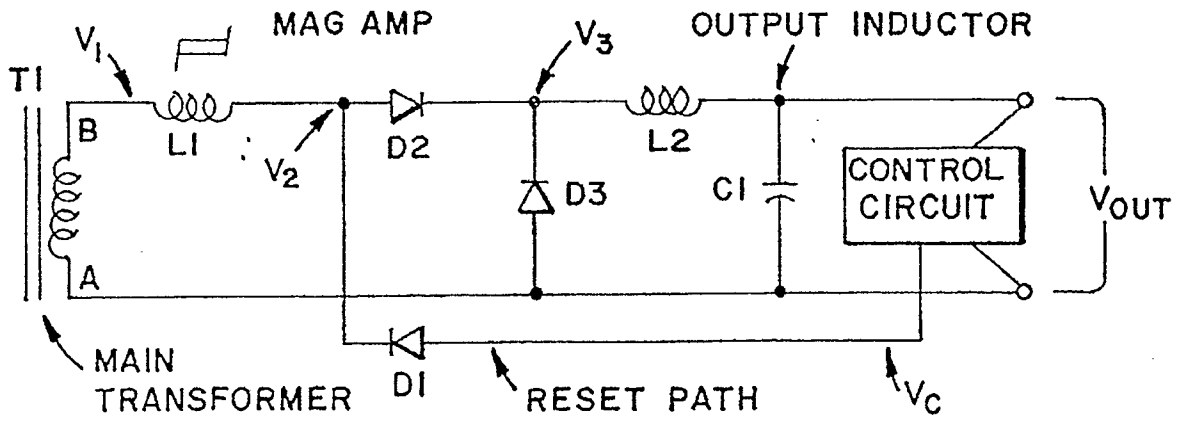 MAG AMP
OUTPUT INDUCTOR
V1
V3
T1
B
L1
V2
D2
L2
D3
C1
CONTROL
CIRCUIT
VOUT
A
MAIN
TRANSFORMER
D1
RESET PATH
VC